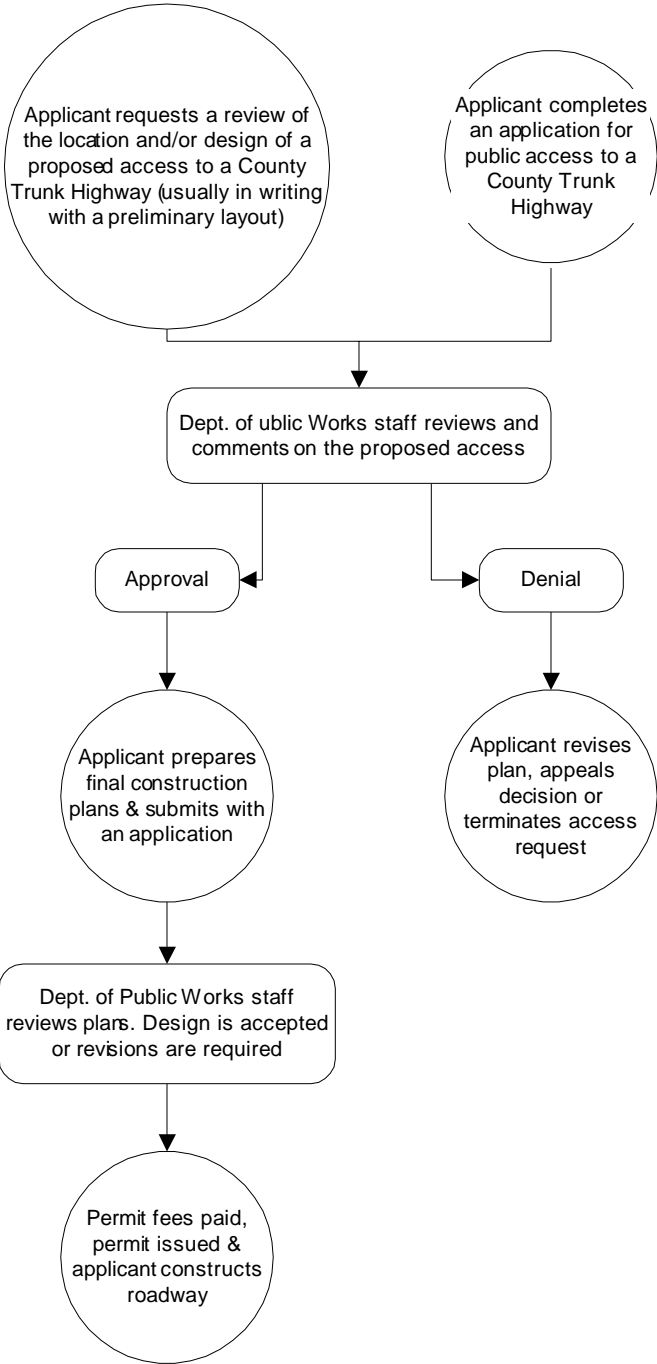 Applicant requests a review of
the location and/or design of a
proposed access to a County
Trunk Highway (usually in writing
with a preliminary layout)
Applicant completes
an application for
public access to a
County Trunk
Highway
Dept. of ublic Works staff reviews and
comments on the proposed access
Approval
Denial
Applicant prepares
final construction
plans & submits with
an application
Applicant revises
plan, appeals
decision or
terminates access
request
Dept. of Public Works staff
reviews plans. Design is accepted
or revisions are required
Permit fees paid,
permit issued &
applicant constructs
roadway